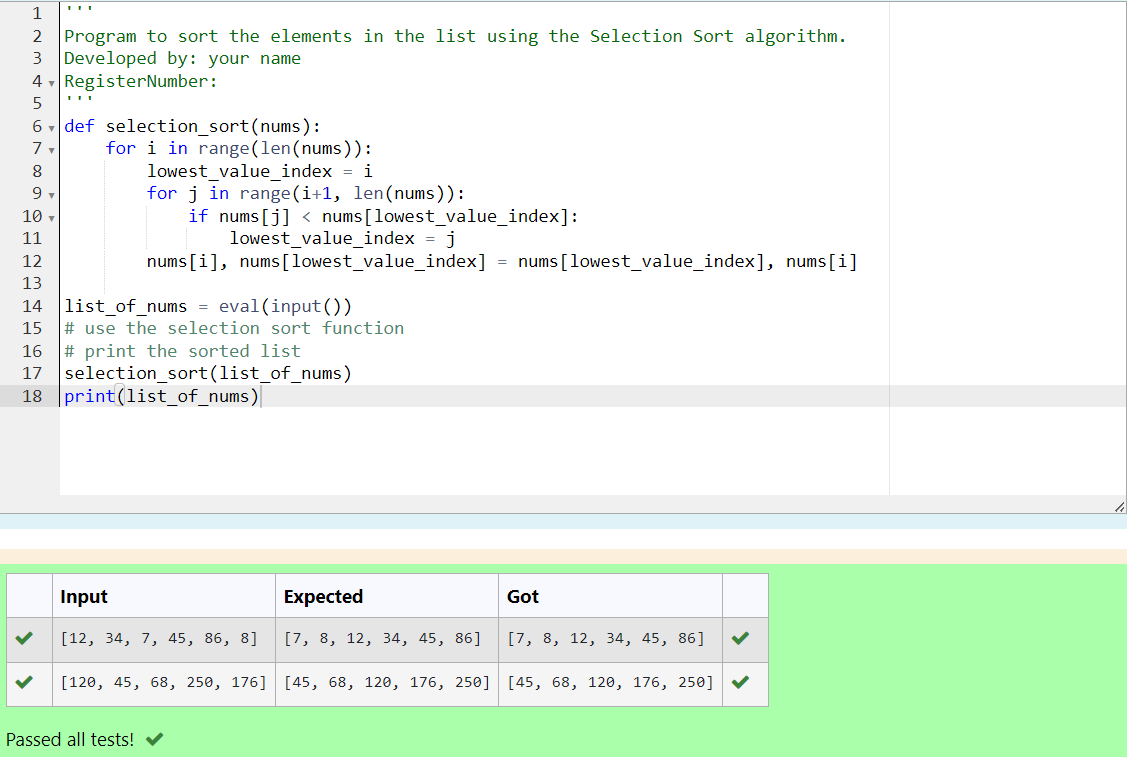 1 '''
2 Program to sort the elements in the list using the Selection Sort algorithm.
3 Developed by: your name
4 RegisterNumber:
5 '''
6 def selection_sort(nums):
7     for i in range(len(nums)):
8         lowest_value_index = i
9         for j in range(i+1, len(nums)):
10             if nums[j] < nums[lowest_value_index]:
11                 lowest_value_index = j
12         nums[i], nums[lowest_value_index] = nums[lowest_value_index], nums[i]
13
14 list_of_nums = eval(input())
15 # use the selection sort function
16 # print the sorted list
17 selection_sort(list_of_nums)
18 print(list_of_nums)
Input Expected Got
[12, 34, 7, 45, 86, 8] [7, 8, 12, 34, 45, 86] [7, 8, 12, 34, 45, 86]
[120, 45, 68, 250, 176] [45, 68, 120, 176, 250] [45, 68, 120, 176, 250]
Passed all tests!